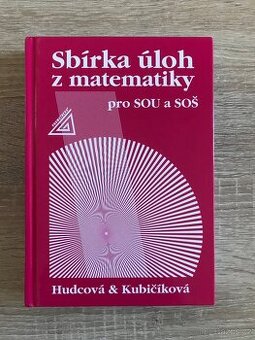 Sbírka úloh
z matematiky
pro SOU a SOŠ
Hudcová & Kubičíková